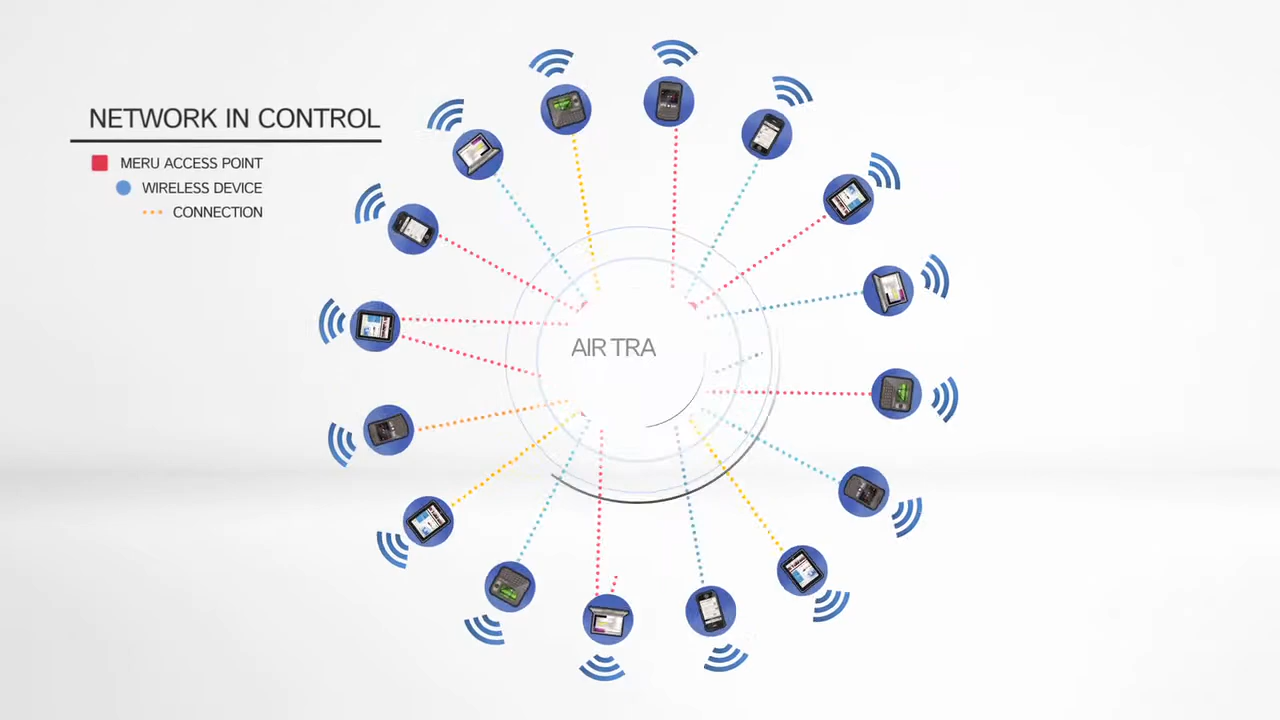 NETWORK IN CONTROL
MERU ACCESS POINT
WIRELESS DEVICE
CONNECTION
AIR TRA